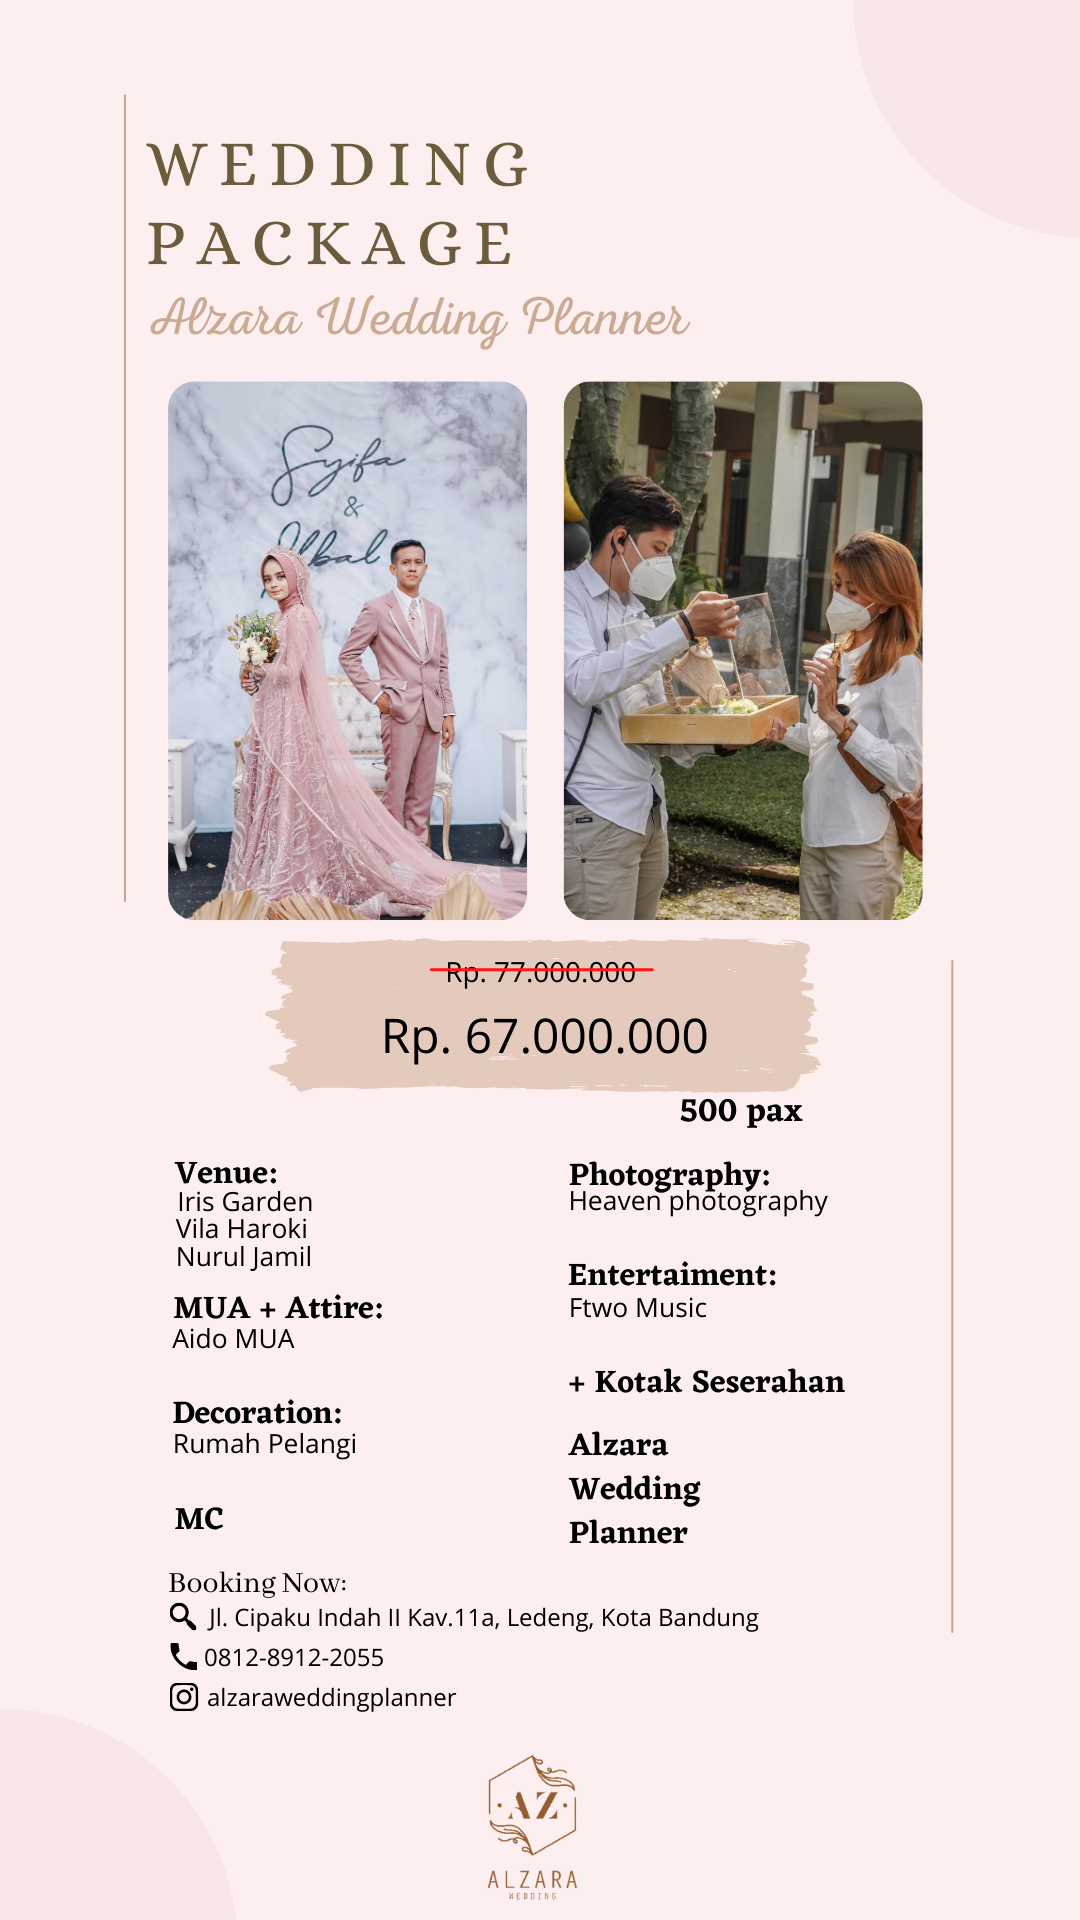 WEDDING
PACKAGE
Alzara Wedding Planner
Syifa
&
Rp. 77.000.000
Rp. 67.000.000
500 pax
Venue:
Iris Garden
Vila Haroki
Nurul Jamil
MUA + Attire:
Aido MUA
Decoration:
Rumah Pelangi
MC
Photography:
Heaven photography
Entertaiment:
Ftwo Music
+ Kotak Seserahan
Alzara
Wedding
Planner
Booking Now:
Jl. Cipaku Indah II Kav.11a, Ledeng, Kota Bandung
0812-8912-2055
alzaraweddingplanner
AZ
ALZARA
WEDDING